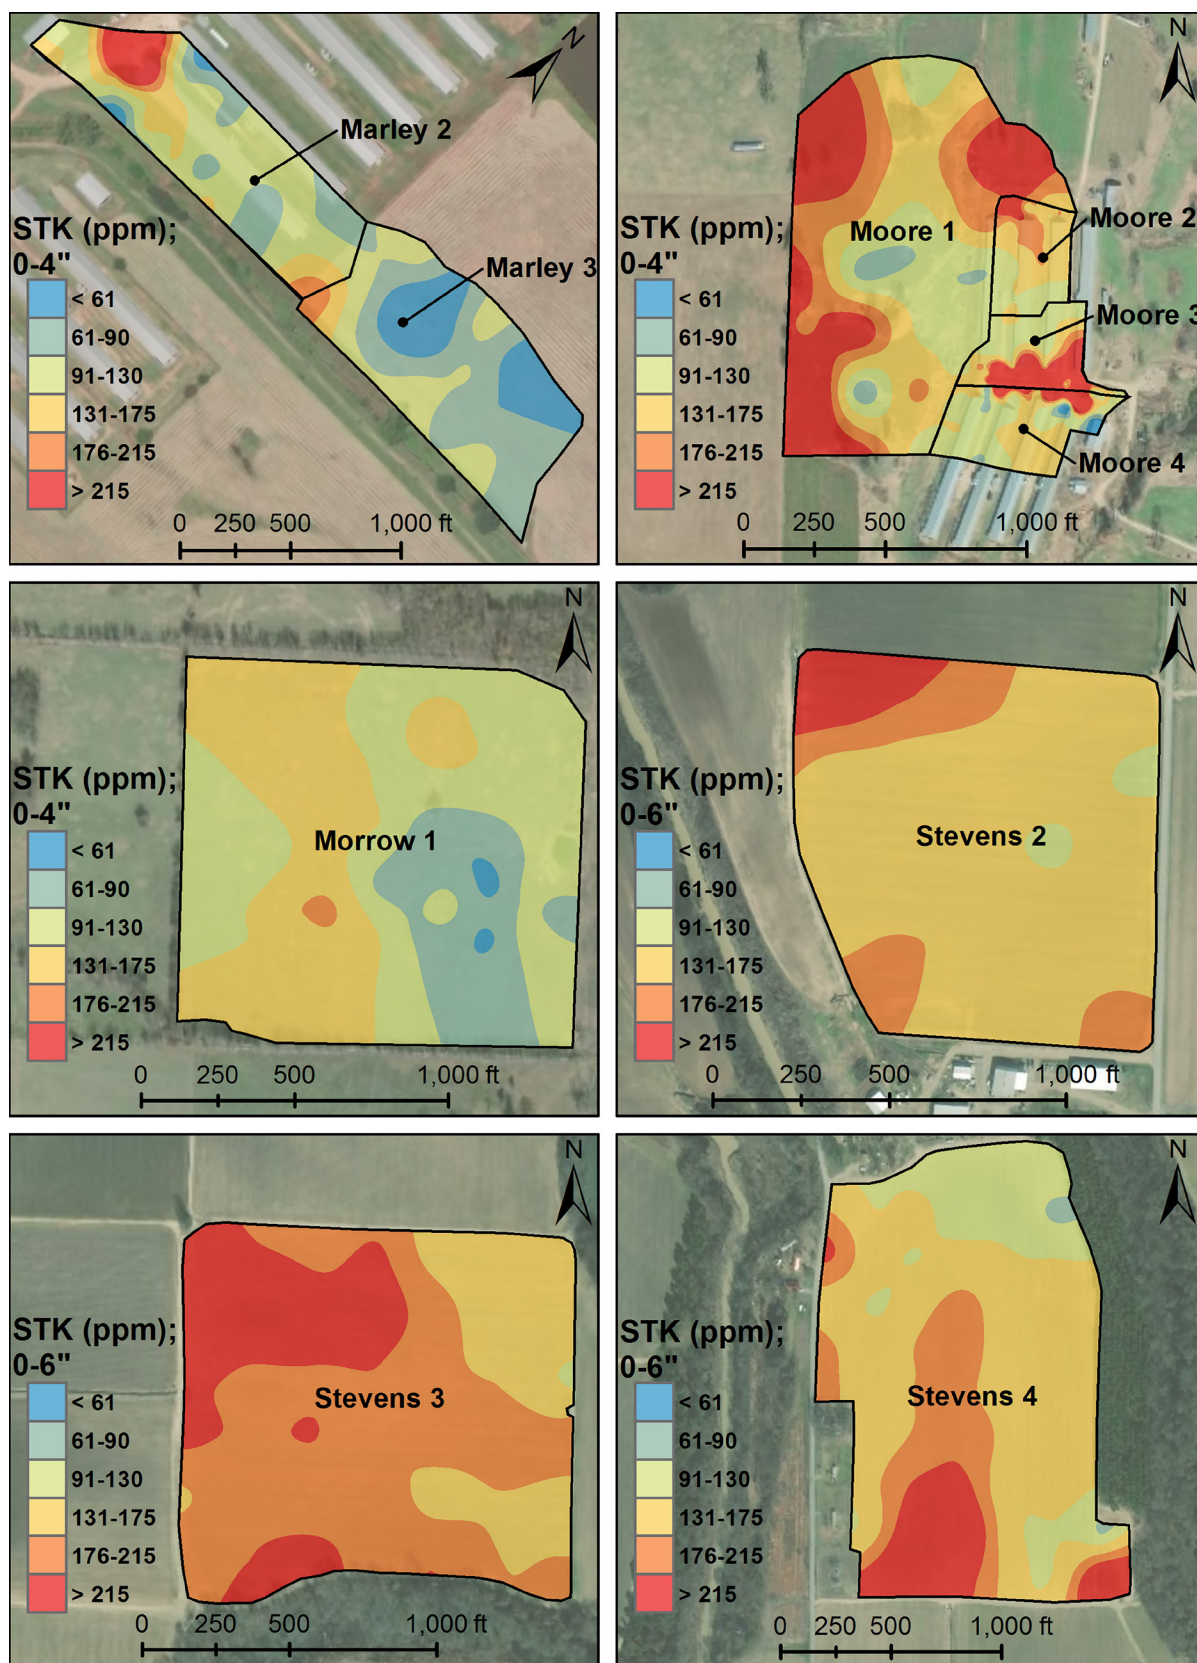 N
Marley 2
Marley 3
STK (ppm);
0-4"
< 61
61-90
91-130
131-175
176-215
> 215
0 250 500 1,000 ft
N
Moore 1
Moore 2
Moore 3
Moore 4
STK (ppm);
0-4"
< 61
61-90
91-130
131-175
176-215
> 215
0 250 500 1,000 ft
N
Morrow 1
STK (ppm);
0-4"
< 61
61-90
91-130
131-175
176-215
> 215
0 250 500 1,000 ft
N
Stevens 2
STK (ppm);
0-6"
< 61
61-90
91-130
131-175
176-215
> 215
0 250 500 1,000 ft
N
Stevens 3
STK (ppm);
0-6"
< 61
61-90
91-130
131-175
176-215
> 215
0 250 500 1,000 ft
N
Stevens 4
STK (ppm);
0-6"
< 61
61-90
91-130
131-175
176-215
> 215
0 250 500 1,000 ft